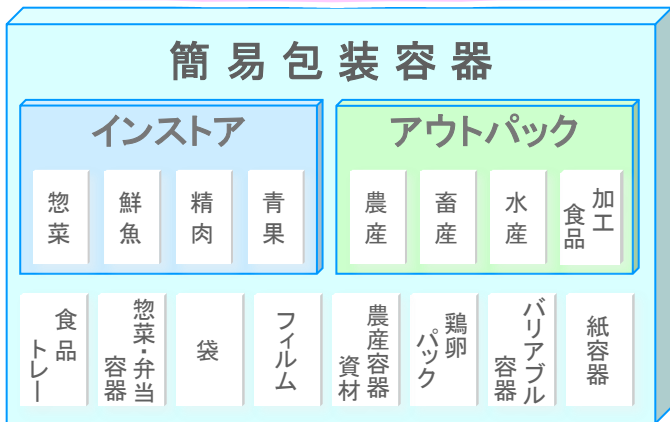 簡易包装容器
インストア
惣菜
鮮魚
精肉
青果
アウトパック
農産
畜産
水産
加工
食品
食品
トレー
惣菜・弁当
容器
袋
フィルム
農産容器
資材
鶏卵
パック
バリアブル
容器
紙容器